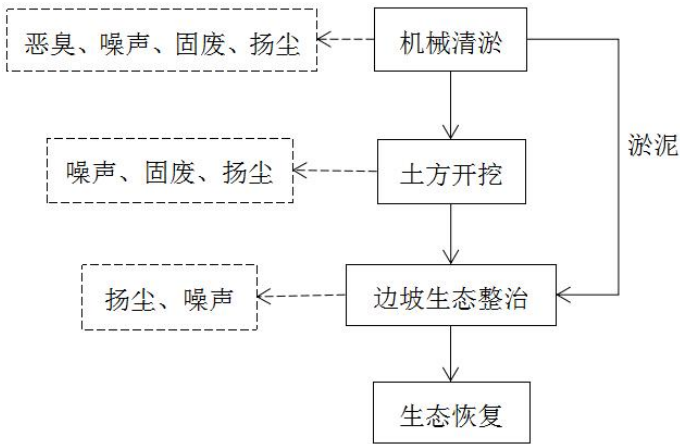 恶臭、噪声、固废、扬尘
机械清淤
淤泥
噪声、固废、扬尘
土方开挖
扬尘、噪声
边坡生态整治
生态恢复